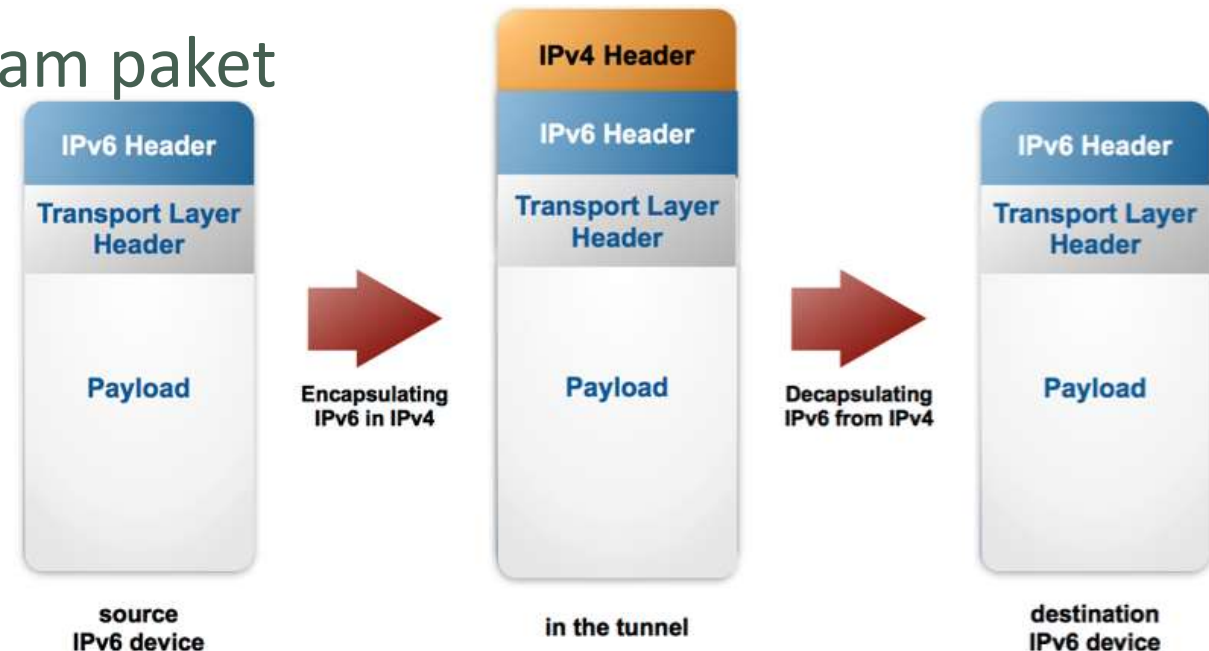 am paket
IPv6 Header
Transport Layer
Header
Payload
source
IPv6 device
Encapsulating
IPv6 in IPv4
IPv4 Header
IPv6 Header
Transport Layer
Header
Payload
in the tunnel
Decapsulating
IPv6 from IPv4
IPv6 Header
Transport Layer
Header
Payload
destination
IPv6 device